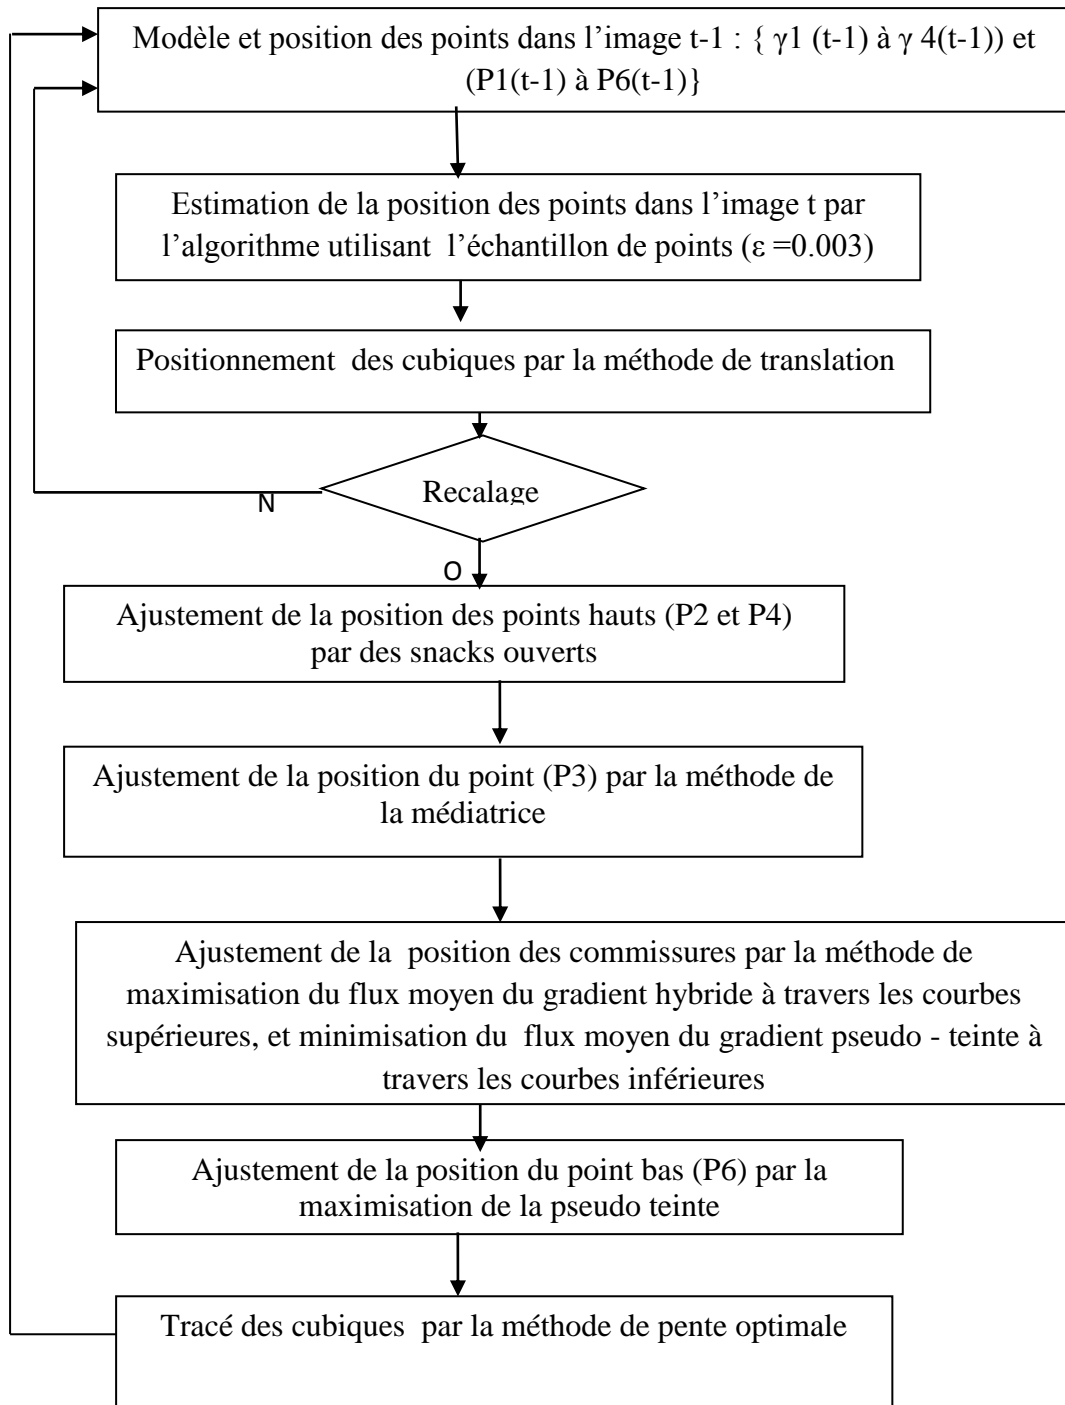 Modèle et position des points dans l’image t-1 : { γ1 (t-1) à γ 4(t-1)) et
(P1(t-1) à P6(t-1)}
Estimation de la position des points dans l’image t par
l’algorithme utilisant l’échantillon de points (ε =0.003)
Positionnement des cubiques par la méthode de translation
Recalage
N
O
Ajustement de la position des points hauts (P2 et P4)
par des snacks ouverts
Ajustement de la position du point (P3) par la méthode de
la médiatrice
Ajustement de la position des commissures par la méthode de
maximisation du flux moyen du gradient hybride à travers les courbes
supérieures, et minimisation du flux moyen du gradient pseudo - teinte à
travers les courbes inférieures
Ajustement de la position du point bas (P6) par la
maximisation de la pseudo teinte
Tracé des cubiques par la méthode de pente optimale